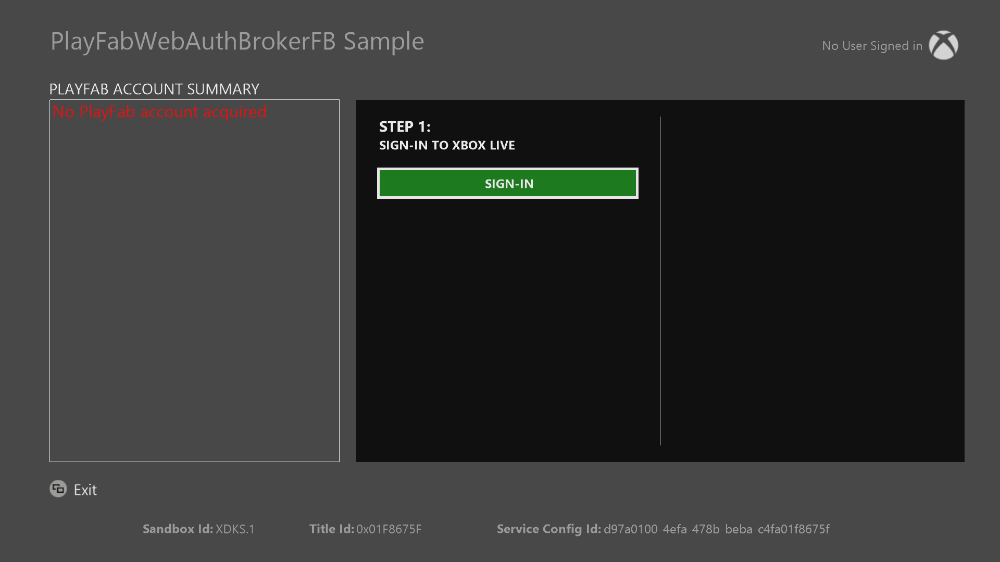 PlayFabWebAuthBrokerFB Sample
No User Signed in
PLAYFAB ACCOUNT SUMMARY
No PlayFab account acquired
STEP 1:
SIGN-IN TO XBOX LIVE
SIGN-IN
Exit
Sandbox Id: XDKS.1
Title Id: 0x01F8675F
Service Config Id: d97a0100-4efa-478b-beba-c4fa01f8675f